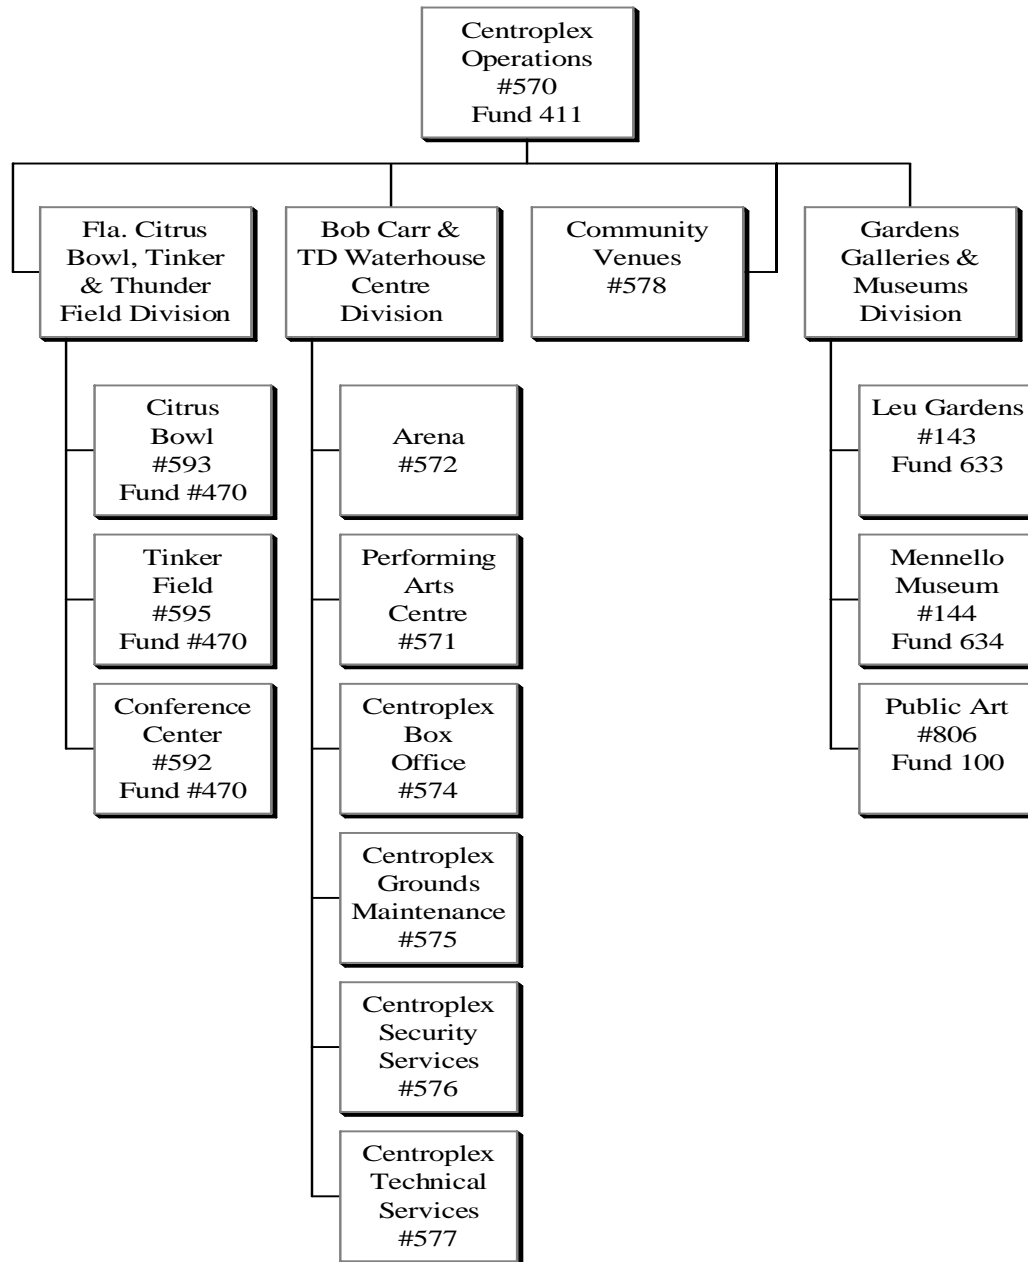 Centroplex
Operations
#570
Fund 411
Fla. Citrus
Bowl, Tinker
& Thunder
Field Division
Bob Carr &
TD Waterhouse
Centre
Division
Community
Venues
#578
Gardens
Galleries &
Museums
Division
Citrus
Bowl
#593
Fund #470
Tinker
Field
#595
Fund #470
Conference
Center
#592
Fund #470
Arena
#572
Performing
Arts
Centre
#571
Centroplex
Box
Office
#574
Centroplex
Grounds
Maintenance
#575
Centroplex
Security
Services
#576
Centroplex
Technical
Services
#577
Leu Gardens
#143
Fund 633
Mennello
Museum
#144
Fund 634
Public Art
#806
Fund 100